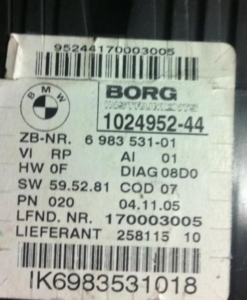 95244170003005
BMW
BORG
INSTRUMENTS
1024952-44
ZB-NR. 6 983 531-01
VI RP AI 01
HW 0F DIAG 08D0
SW 59.52.81 COD 07
PN 020 04.11.05
LFND. NR. 170003005
LIEFERANT 258115 10
IK6983531018